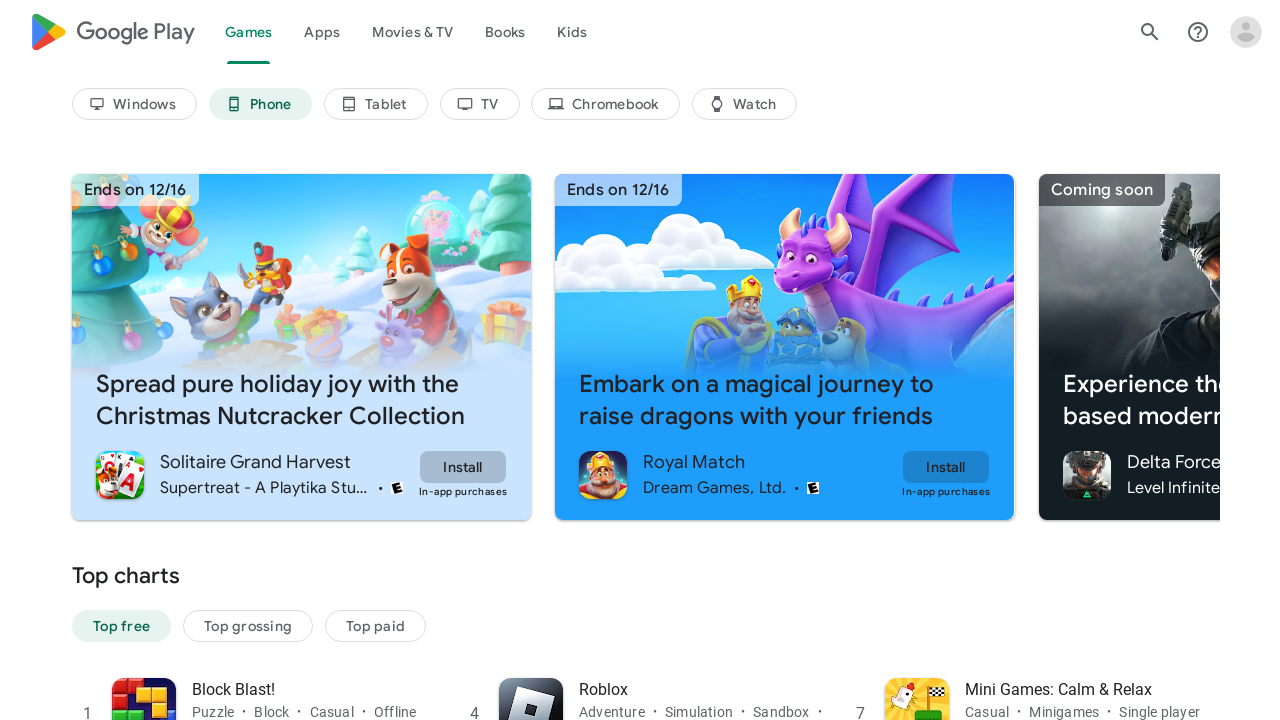 Google Play
Games
Apps
Movies & TV
Books
Kids
Windows
Phone
Tablet
TV
Chromebook
Watch
Ends on 12/16
Spread pure holiday joy with the
Christmas Nutcracker Collection
Solitaire Grand Harvest
Supertreat - A Playtika Stu... •
Install
In-app purchases
Ends on 12/16
Embark on a magical journey to
raise dragons with your friends
Royal Match
Dream Games, Ltd. •
Install
In-app purchases
Coming soon
Experience the
based modern
Delta Force
Level Infinite
Top charts
Top free
Top grossing
Top paid
1
Block Blast!
Puzzle • Block • Casual • Offline
4
Roblox
Adventure • Simulation • Sandbox •
7
Mini Games: Calm & Relax
Casual • Minigames • Single player